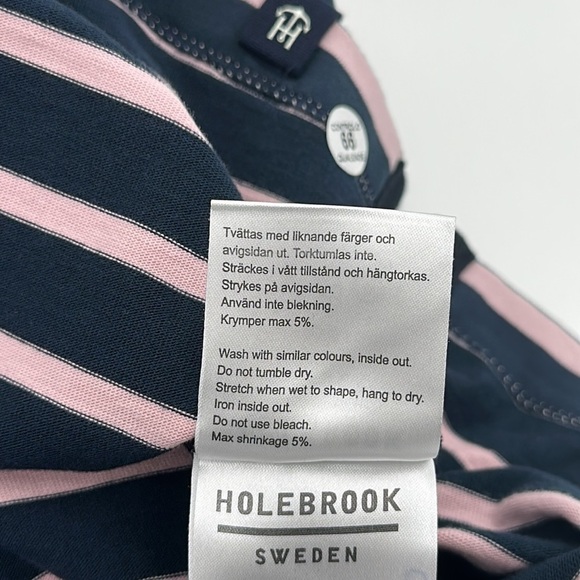 66
Tvättas med liknande färger och
avigsidan ut. Torktumlas inte.
Sträckes i vått tillstånd och hängtorkas.
Strykes på avigsidan.
Använd inte blekning.
Krymper max 5%.
Wash with similar colours, inside out.
Do not tumble dry.
Stretch when wet to shape, hang to dry.
Iron inside out.
Do not use bleach.
Max shrinkage 5%.
HOLEBROOK
SWEDEN